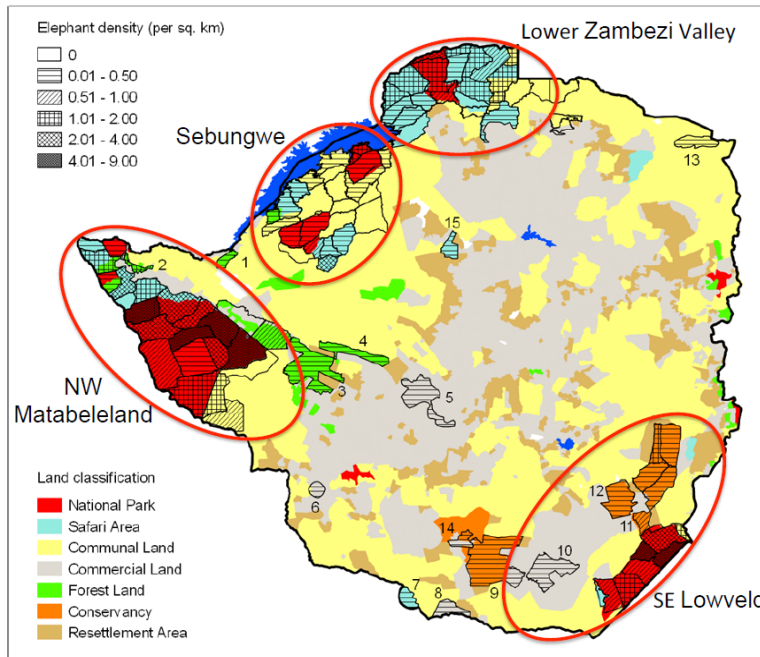 Elephant density (per sq. km)
0
0.01 - 0.50
0.51 - 1.00
1.01 - 2.00
2.01 - 4.00
4.01 - 9.00
Lower Zambezi Valley
Sebungwe
13
15
1
2
4
3
5
NW
Matabeleland
12
11
6
14
10
9
7
8
SE Lowveld
Land classification
National Park
Safari Area
Communal Land
Commercial Land
Forest Land
Conservancy
Resettlement Area